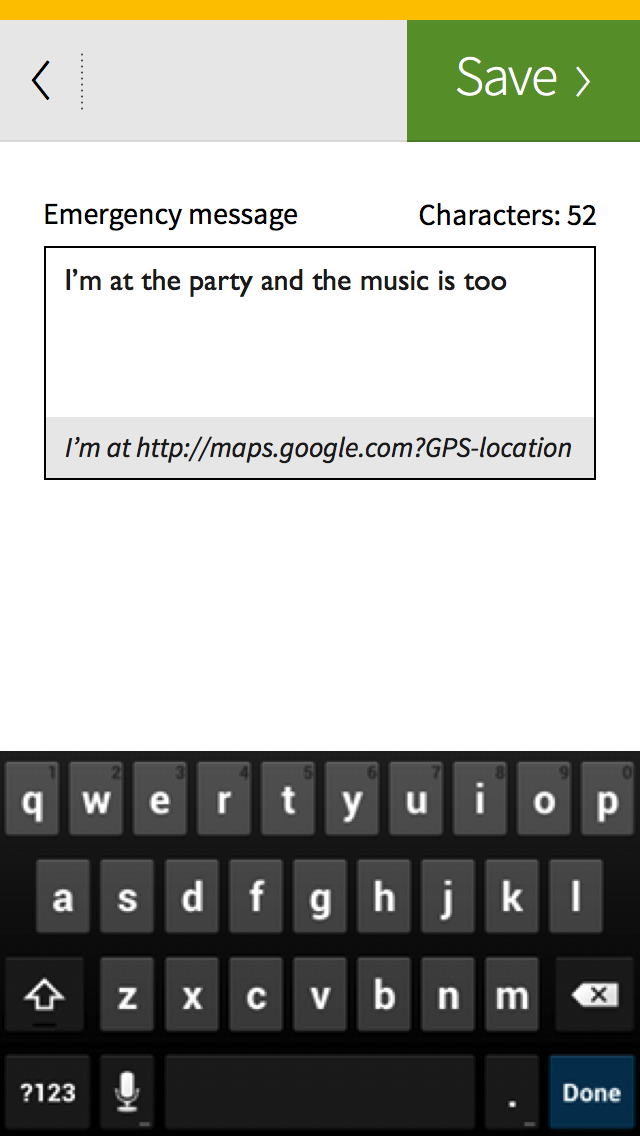 Save
Emergency message Characters: 52
I'm at the party and the music is too
I'm at http://maps.google.com?GPS-location
1 2 3 4 5 6 7 8 9 0
q w e r t y u i o p
a s d f g h j k l
z x c v b n m
?123 . Done